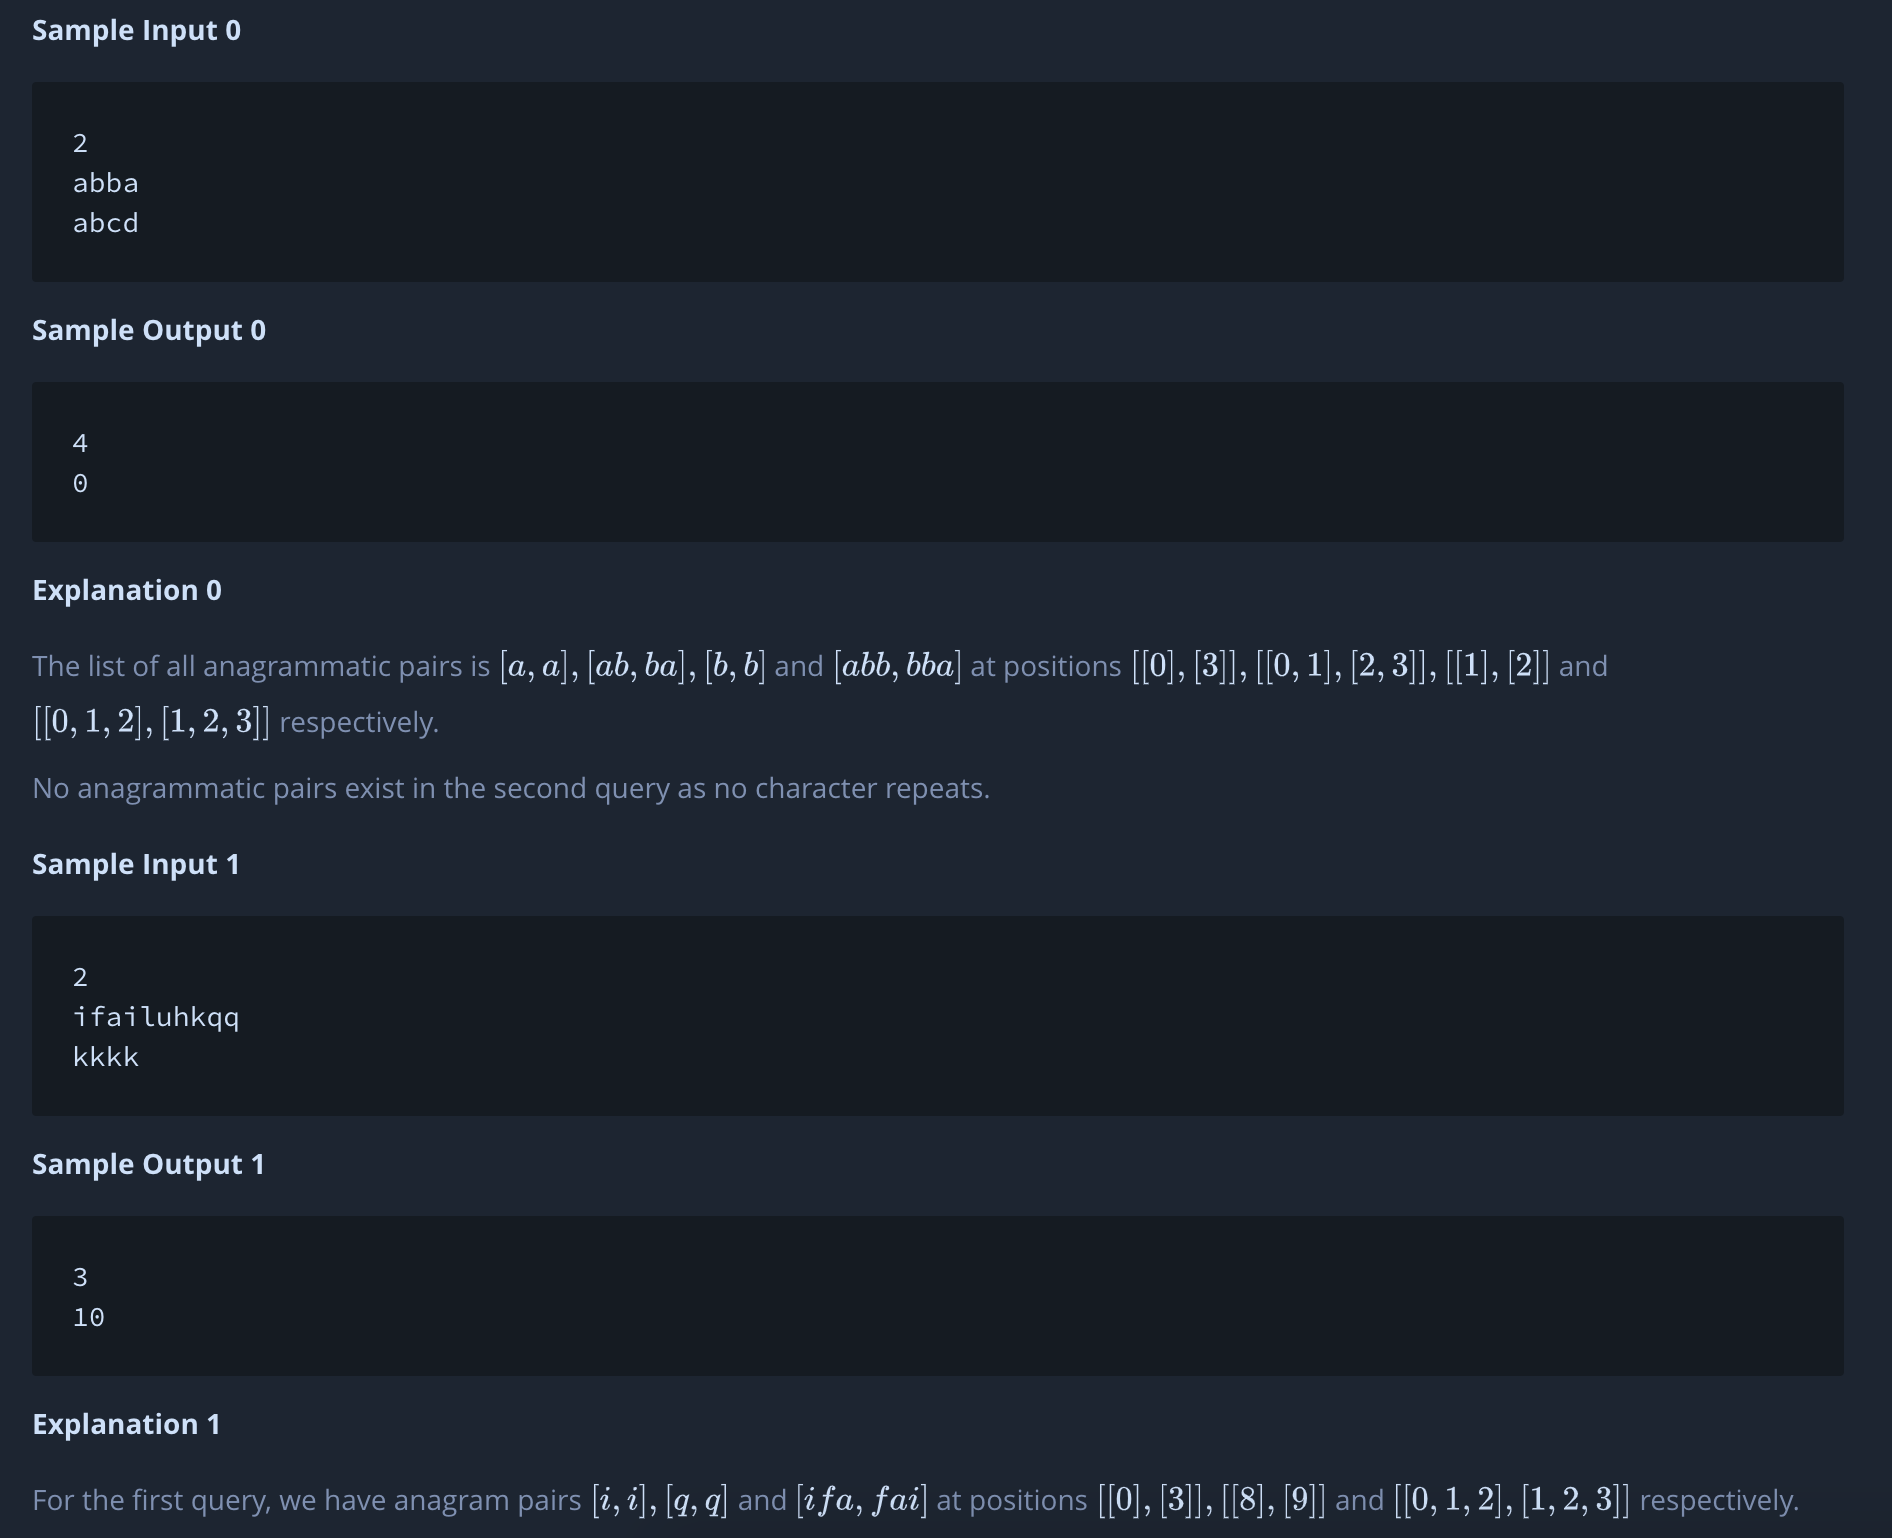 Sample Input 0
2
abba
abcd
Sample Output 0
4
0
Explanation 0
The list of all anagrammatic pairs is [a, a], [ab, ba], [b, b] and [abb, bba] at positions [[0], [3]], [[0, 1], [2, 3]], [[1], [2]] and
[[0, 1, 2], [1, 2, 3]] respectively.
No anagrammatic pairs exist in the second query as no character repeats.
Sample Input 1
2
ifailuhkqq
kkkk
Sample Output 1
3
10
Explanation 1
For the first query, we have anagram pairs [i, i], [q, q] and [ifa, fai] at positions [[0], [3]], [[8], [9]] and [[0, 1, 2], [1, 2, 3]] respectively.